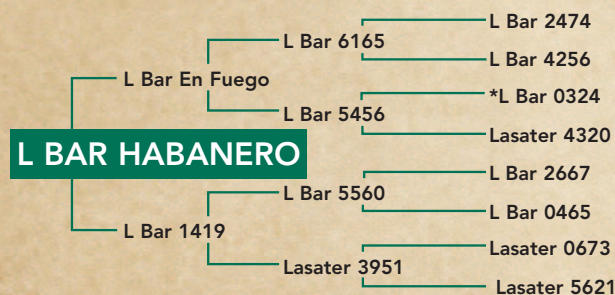 L Bar 2474
L Bar 6165
L Bar 4256
L Bar En Fuego
*L Bar 0324
L Bar 5456
Lasater 4320
L BAR HABANERO
L Bar 2667
L Bar 5560
L Bar 0465
L Bar 1419
Lasater 0673
Lasater 3951
Lasater 5621